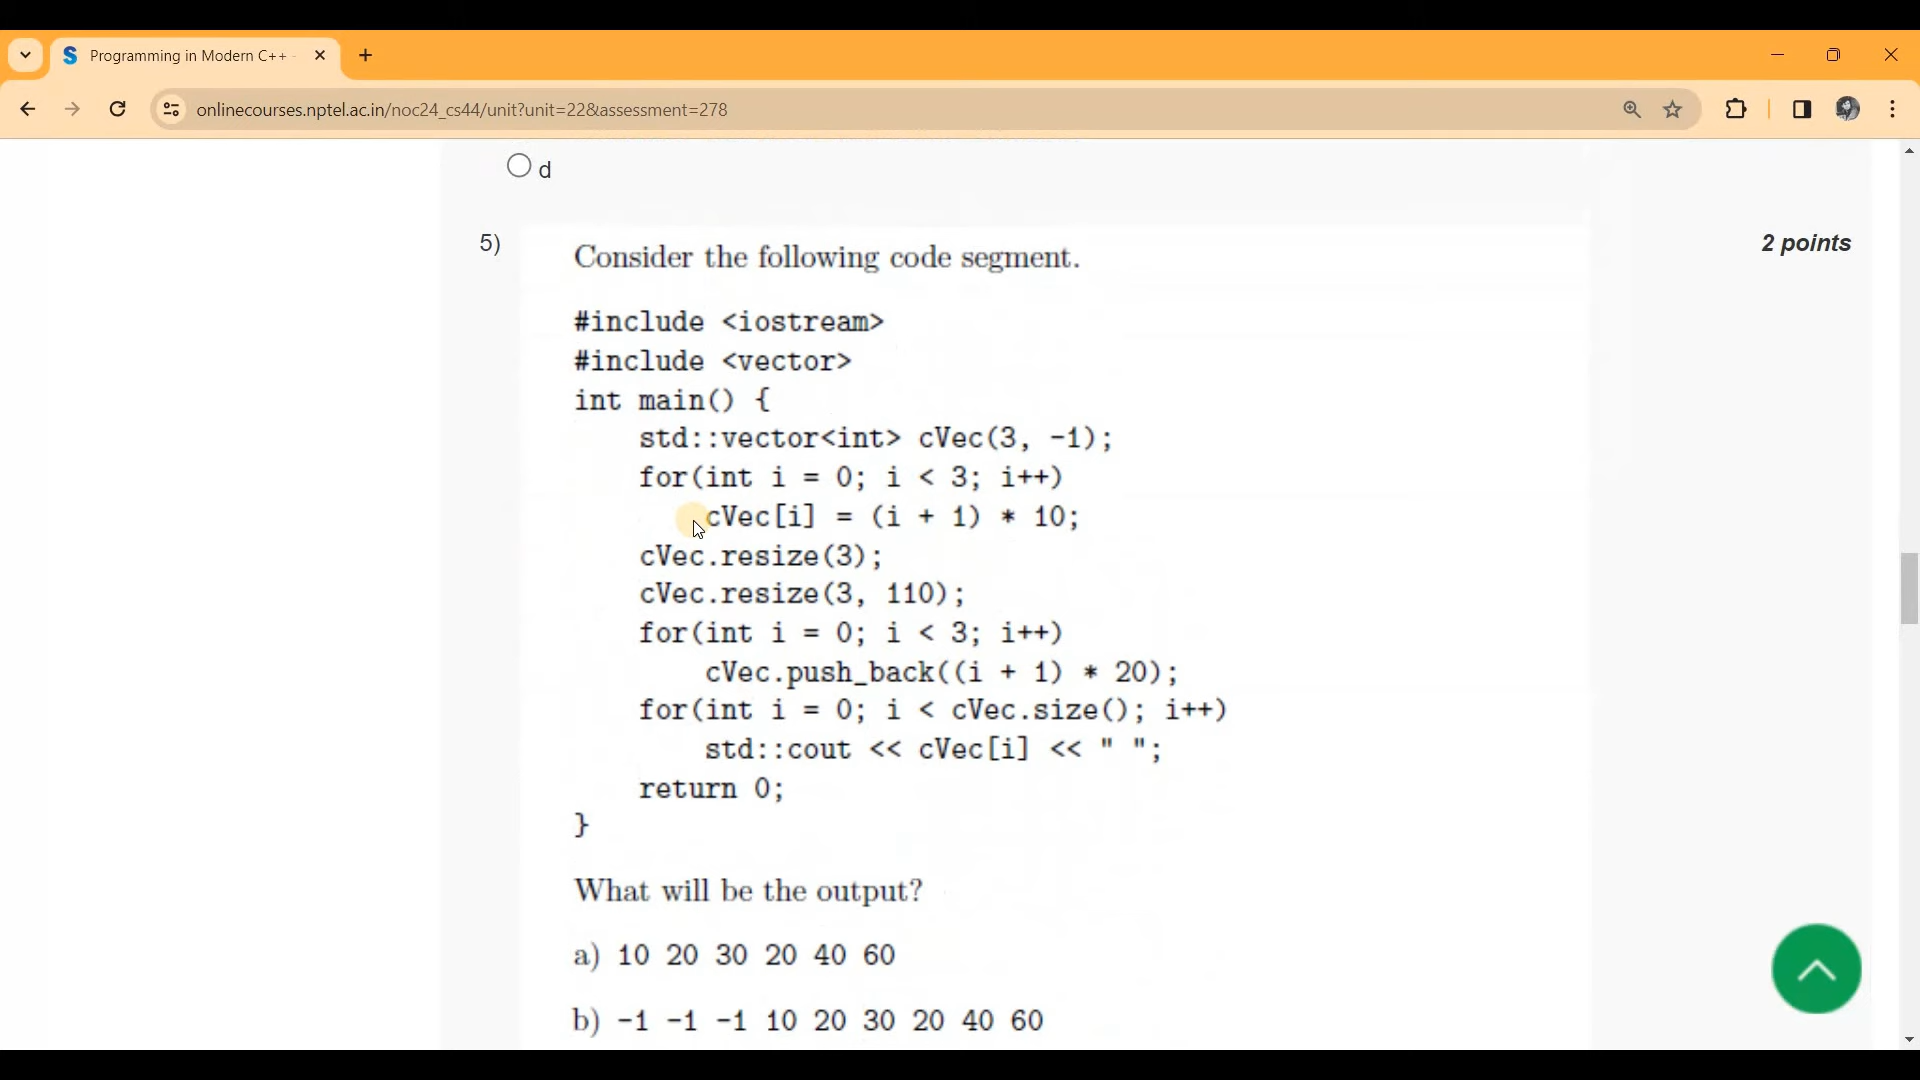 Programming in Modern C++ -
onlinecourses.nptel.ac.in/noc24_cs44/unit?unit=22&assessment=278
d
5)
2 points
Consider the following code segment.
#include <iostream>
#include <vector>
int main() {
std::vector<int> cVec(3, -1);
for(int i = 0; i < 3; i++)
cVec[i] = (i + 1) * 10;
cVec.resize(3);
cVec.resize(3, 110);
for(int i = 0; i < 3; i++)
cVec.push_back((i + 1) * 20);
for(int i = 0; i < cVec.size(); i++)
std::cout << cVec[i] << " ";
return 0;
}
What will be the output?
a) 10 20 30 20 40 60
b) -1 -1 -1 10 20 30 20 40 60